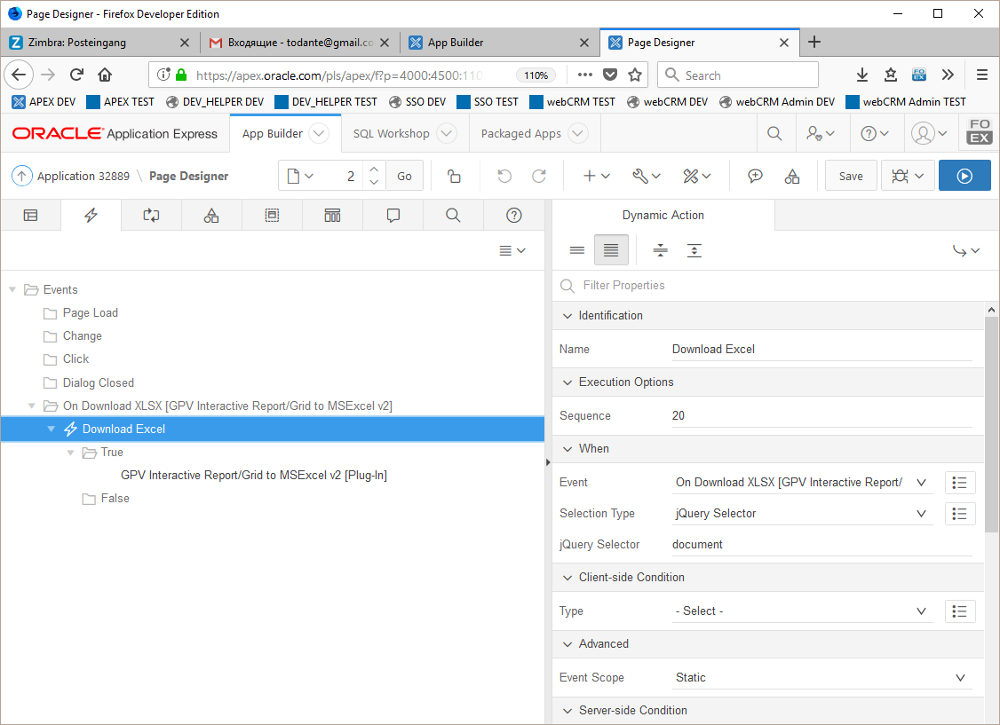 Page Designer - Firefox Developer Edition
Zimbra: Posteingang
Входящие - todante@gmail.co
App Builder
Page Designer
https://apex.oracle.com/pls/apex/f?p=4000:4500:110
110%
Search
APEX DEV
APEX TEST
DEV_HELPER DEV
DEV_HELPER TEST
SSO DEV
SSO TEST
webCRM TEST
webCRM DEV
webCRM Admin DEV
webCRM Admin TEST
ORACLE Application Express
App Builder
SQL Workshop
Packaged Apps
FO
EX
Application 32889 \ Page Designer
2
Go
Save
Dynamic Action
Filter Properties
Events
Page Load
Change
Click
Dialog Closed
On Download XLSX [GPV Interactive Report/Grid to MSExcel v2]
Download Excel
True
GPV Interactive Report/Grid to MSExcel v2 [Plug-In]
False
Identification
Name Download Excel
Execution Options
Sequence 20
When
Event On Download XLSX [GPV Interactive Report/
Selection Type jQuery Selector
jQuery Selector document
Client-side Condition
Type - Select -
Advanced
Event Scope Static
Server-side Condition